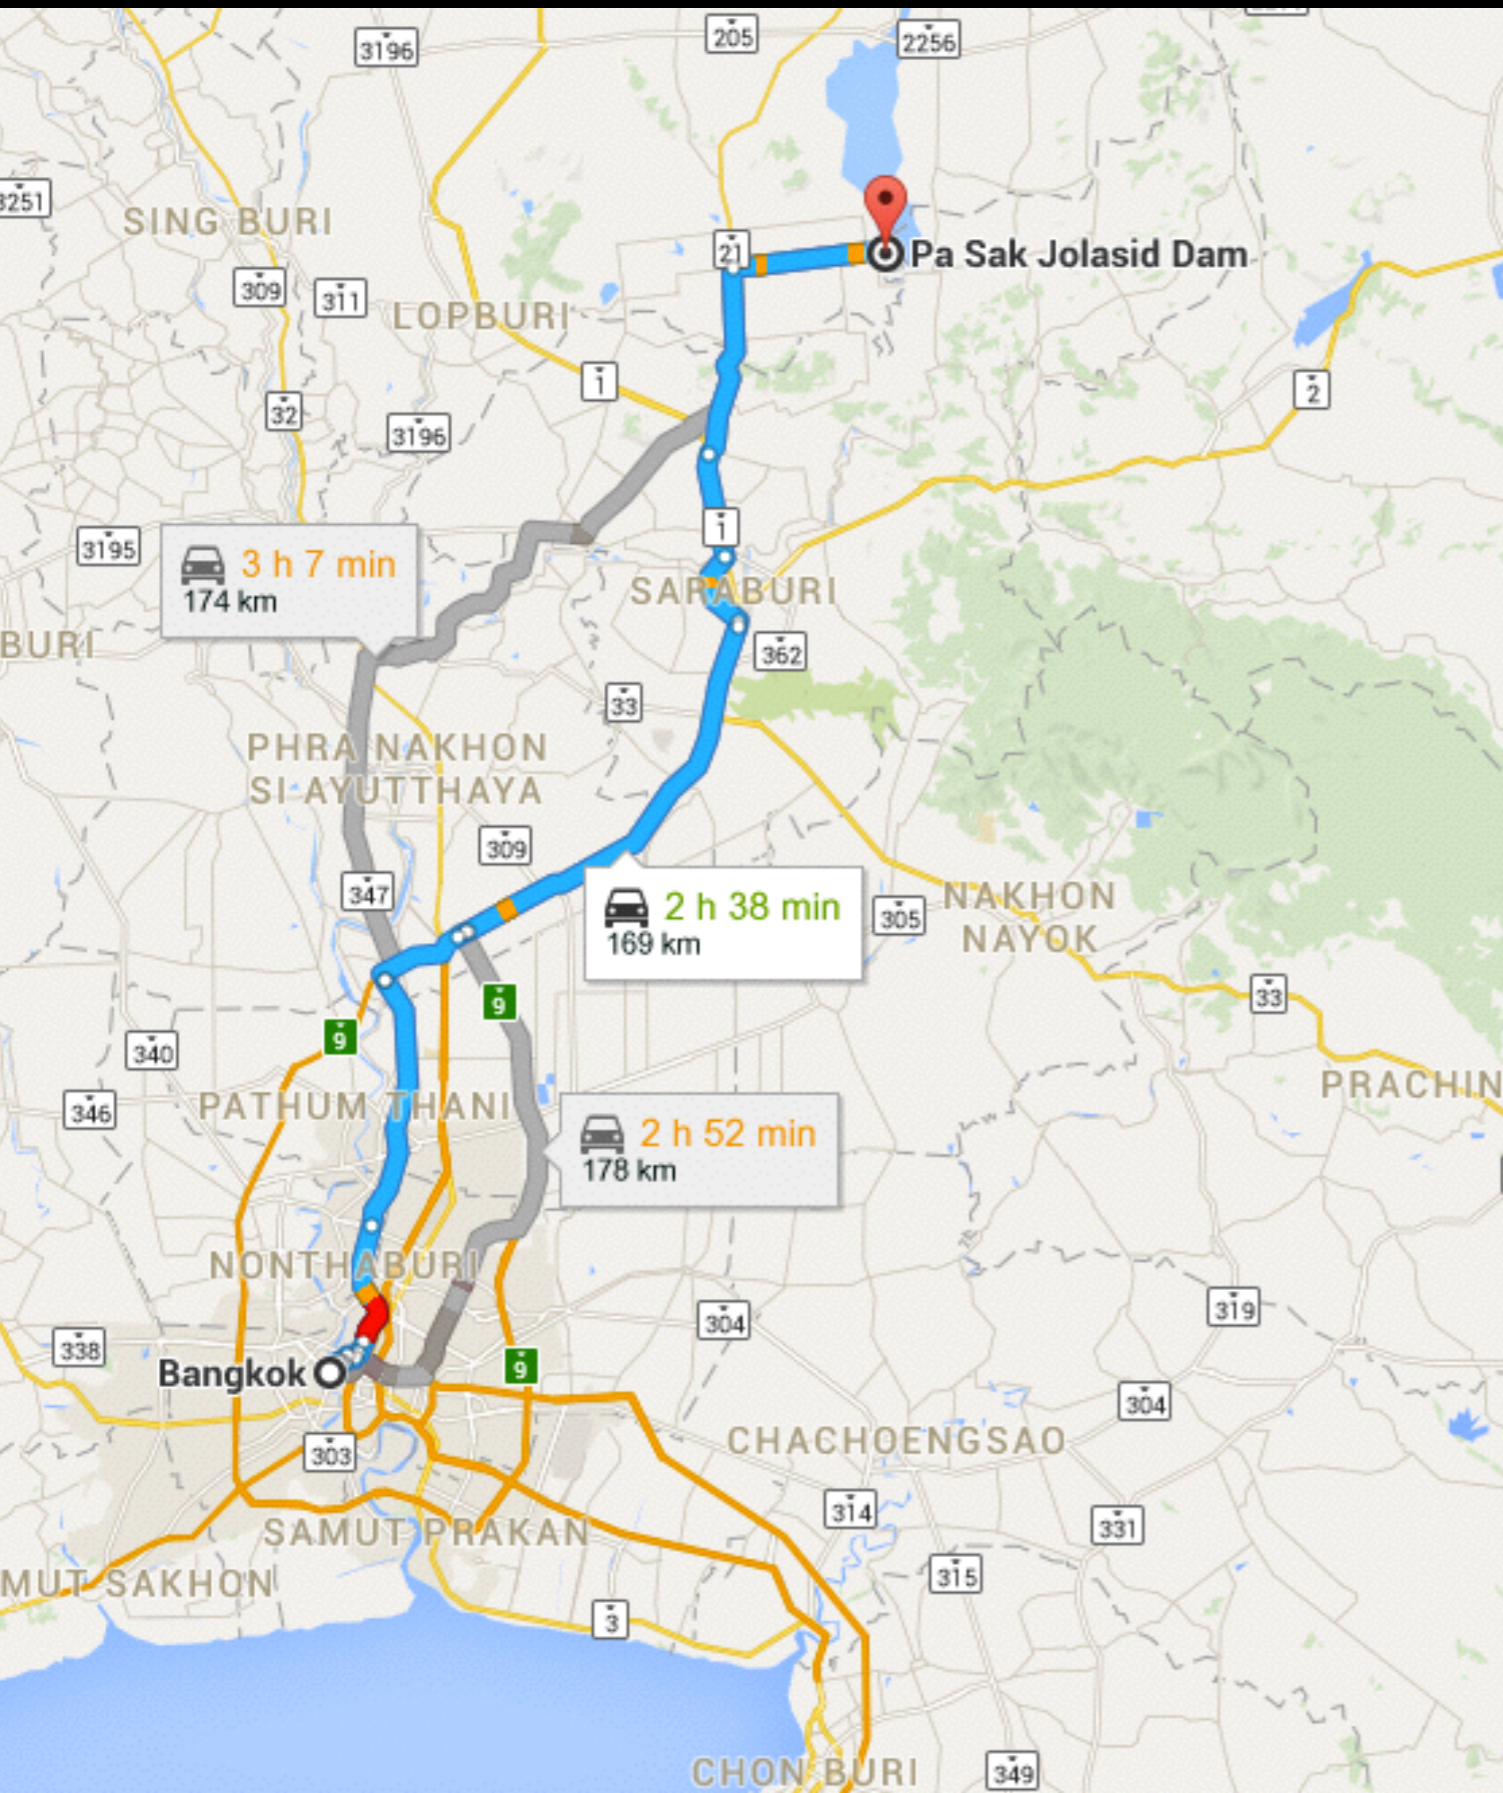 205
2256
3196
3251
SING BURI
21
Pa Sak Jolasid Dam
309
311
LOPBURI
1
2
32
3196
1
3195
3 h 7 min
174 km
SARABURI
BURI
362
33
PHRA NAKHON
SI AYUTTHAYA
309
347
2 h 38 min
169 km
305
NAKHON
NAYOK
9
33
9
340
346
PATHUM THANI
PRACHIN
2 h 52 min
178 km
NONTHABURI
319
304
338
Bangkok
9
304
303
CHACHOENGSAO
314
331
SAMUT PRAKAN
315
MUT SAKHON
3
CHON BURI
349